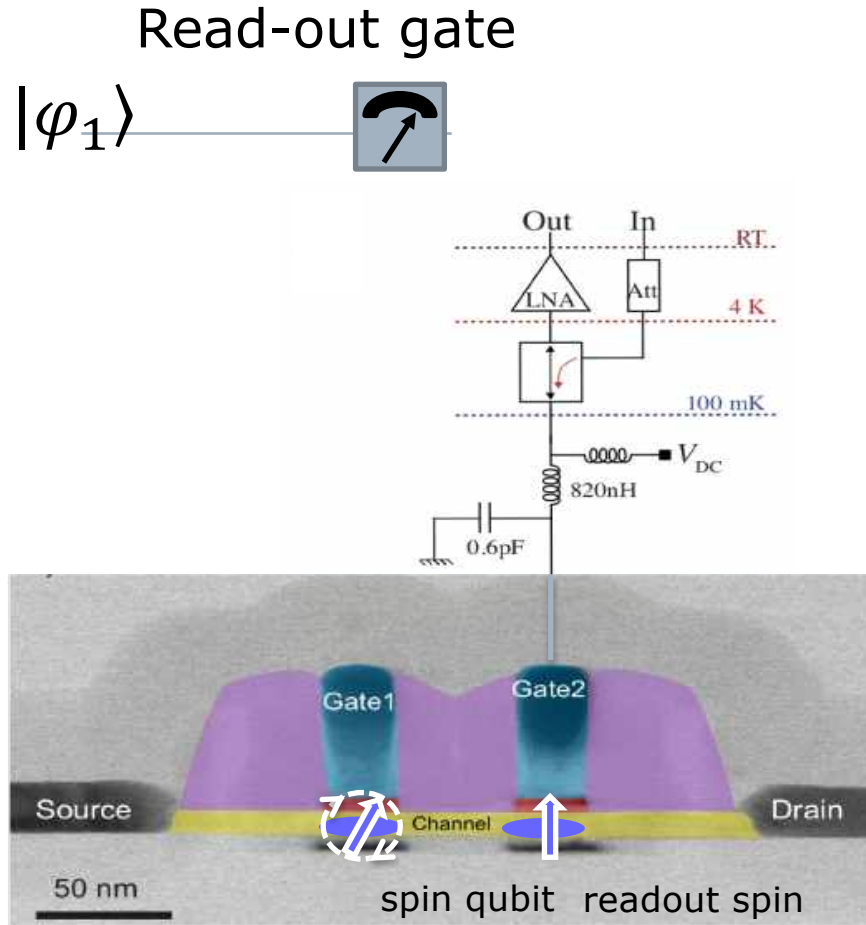 Read-out gate
|φ₁⟩
Out In
RT
LNA Att
4 K
100 mK
V_DC
820nH
0.6pF
Gate1 Gate2
Source Channel Drain
50 nm
spin qubit readout spin